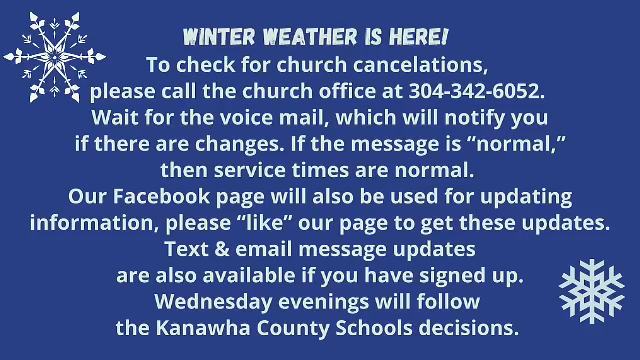 WINTER WEATHER IS HERE!
To check for church cancelations,
please call the church office at 304-342-6052.
Wait for the voice mail, which will notify you
if there are changes. If the message is “normal,”
then service times are normal.
Our Facebook page will also be used for updating
information, please “like” our page to get these updates.
Text & email message updates
are also available if you have signed up.
Wednesday evenings will follow
the Kanawha County Schools decisions.